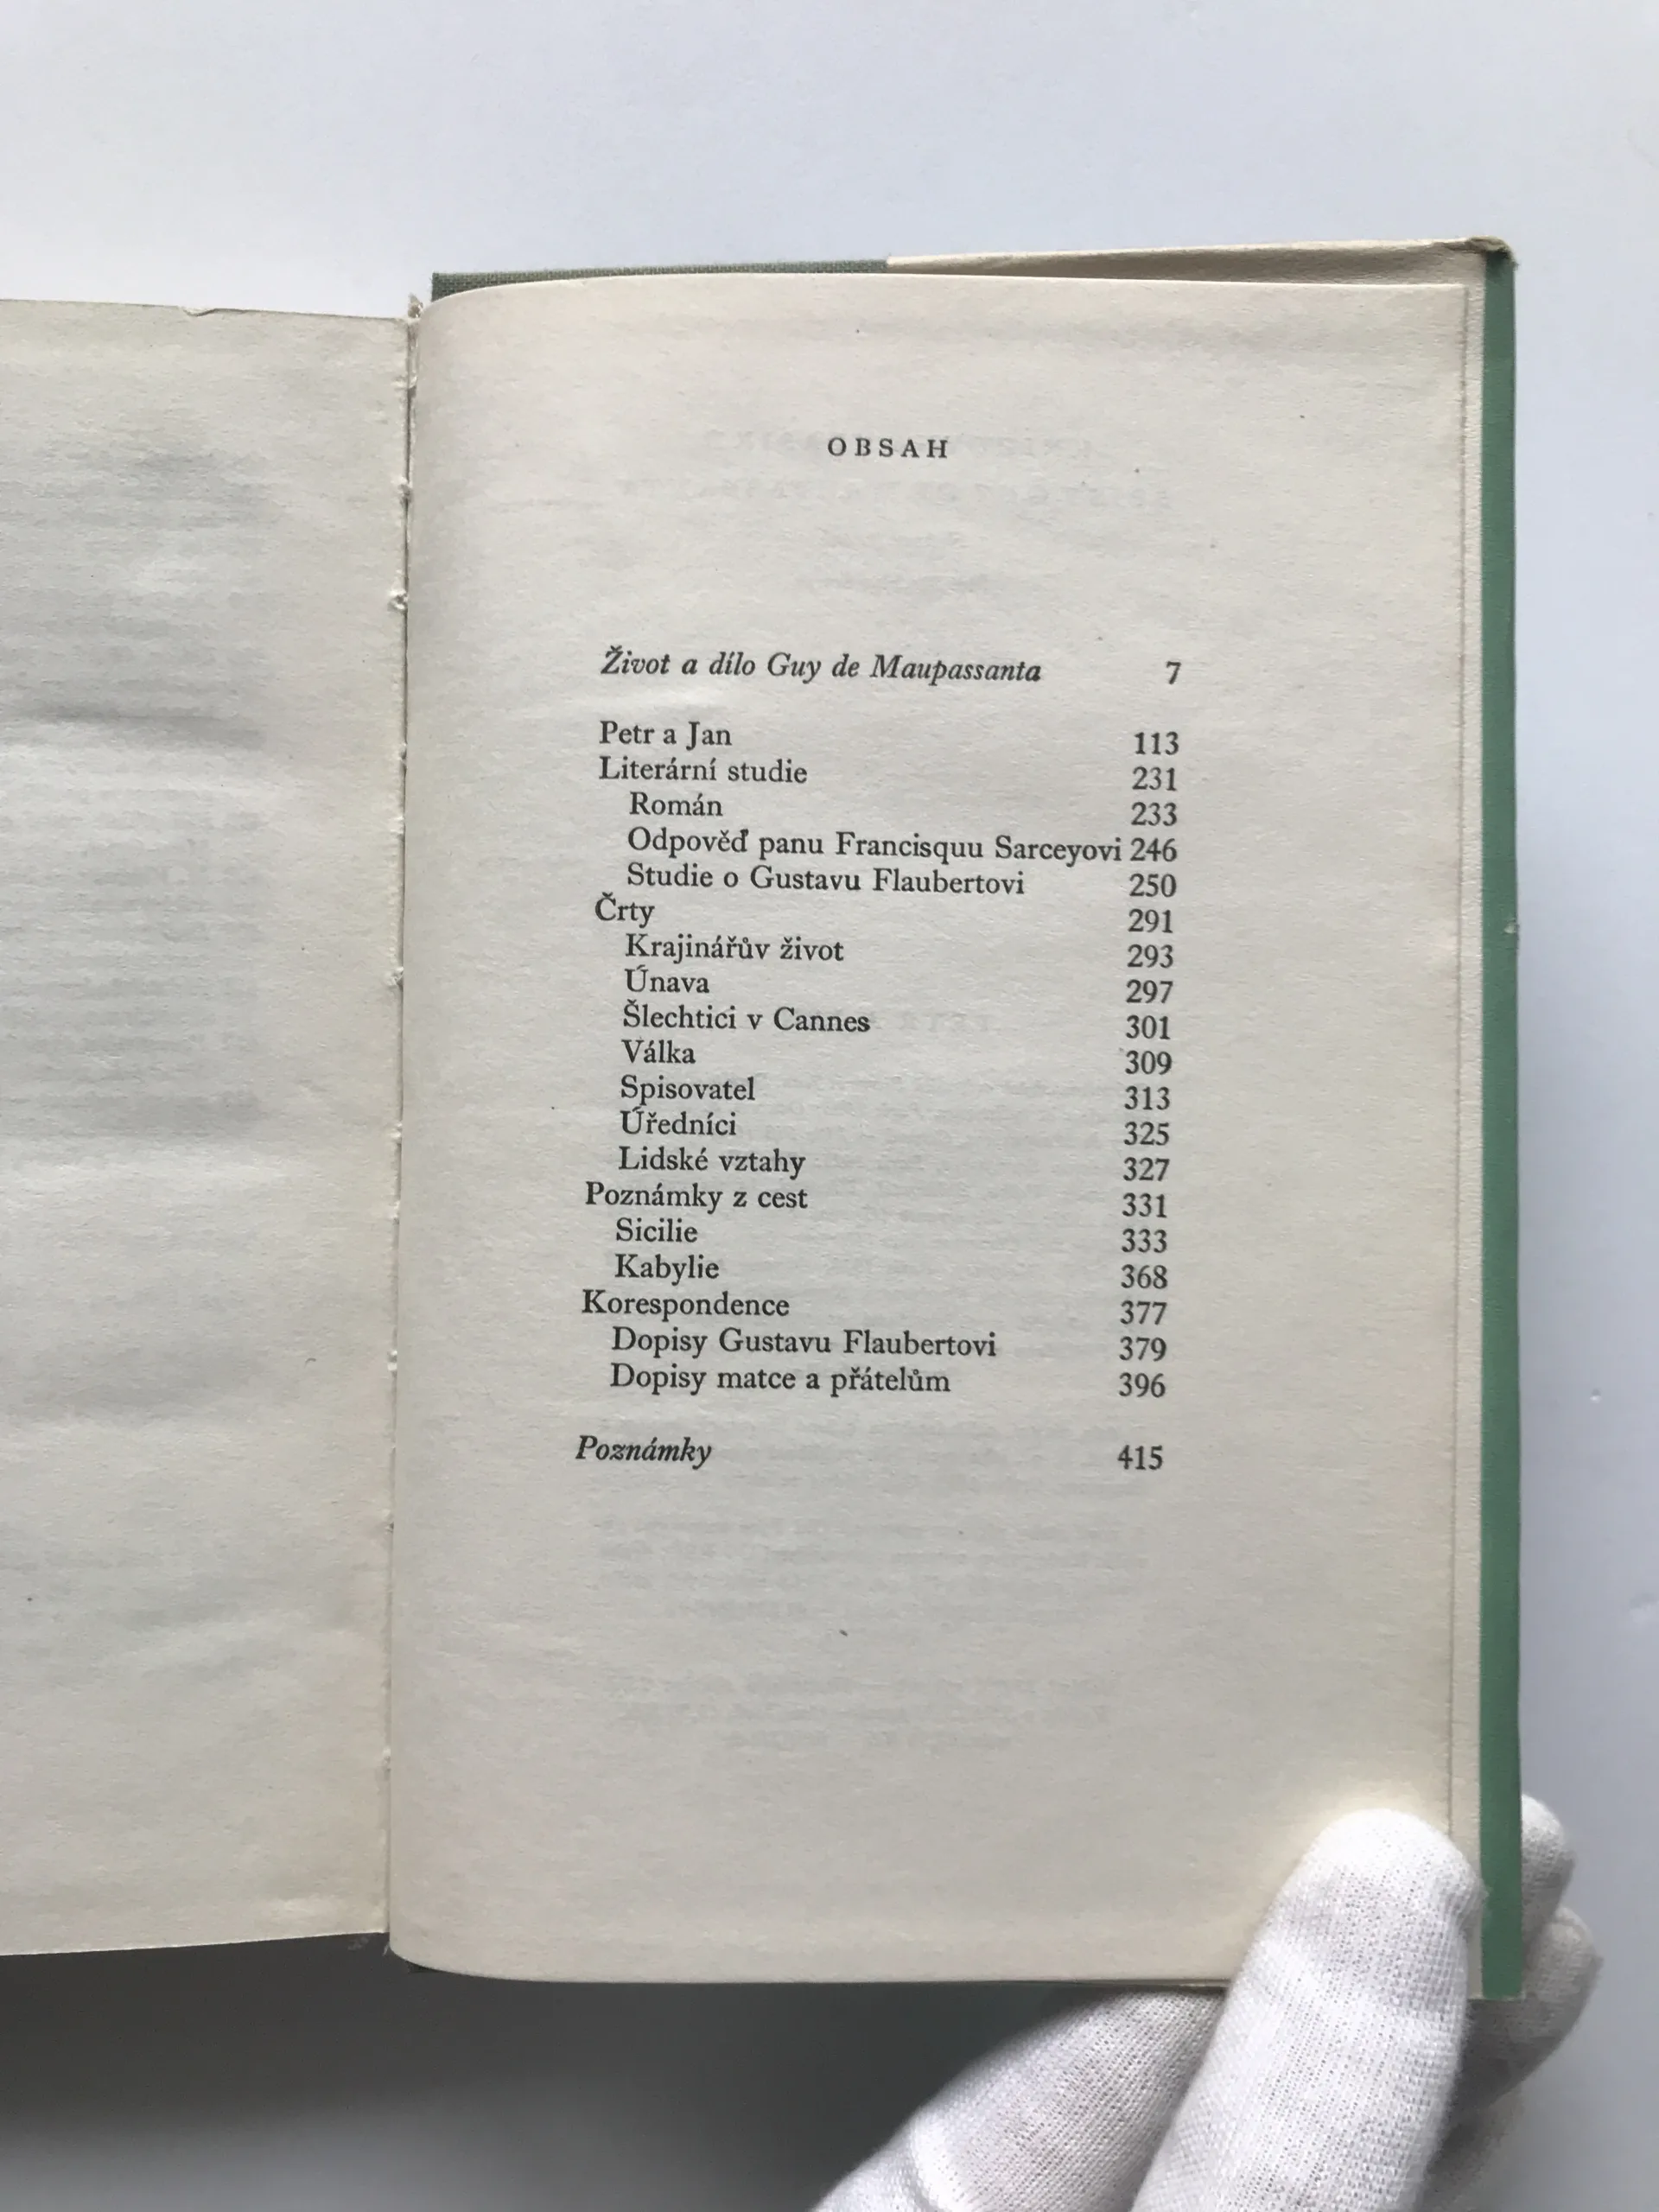 OBSAH
Život a dílo Guy de Maupassanta 7
Petr a Jan 113
Literární studie 231
Román 233
Odpověď panu Francisquu Sarceyovi 246
Studie o Gustavu Flaubertovi 250
Črty 291
Krajinářův život 293
Únava 297
Šlechtici v Cannes 301
Válka 309
Spisovatel 313
Úředníci 325
Lidské vztahy 327
Poznámky z cest 331
Sicilie 333
Kabylie 368
Korespondence 377
Dopisy Gustavu Flaubertovi 379
Dopisy matce a přátelům 396
Poznámky 415